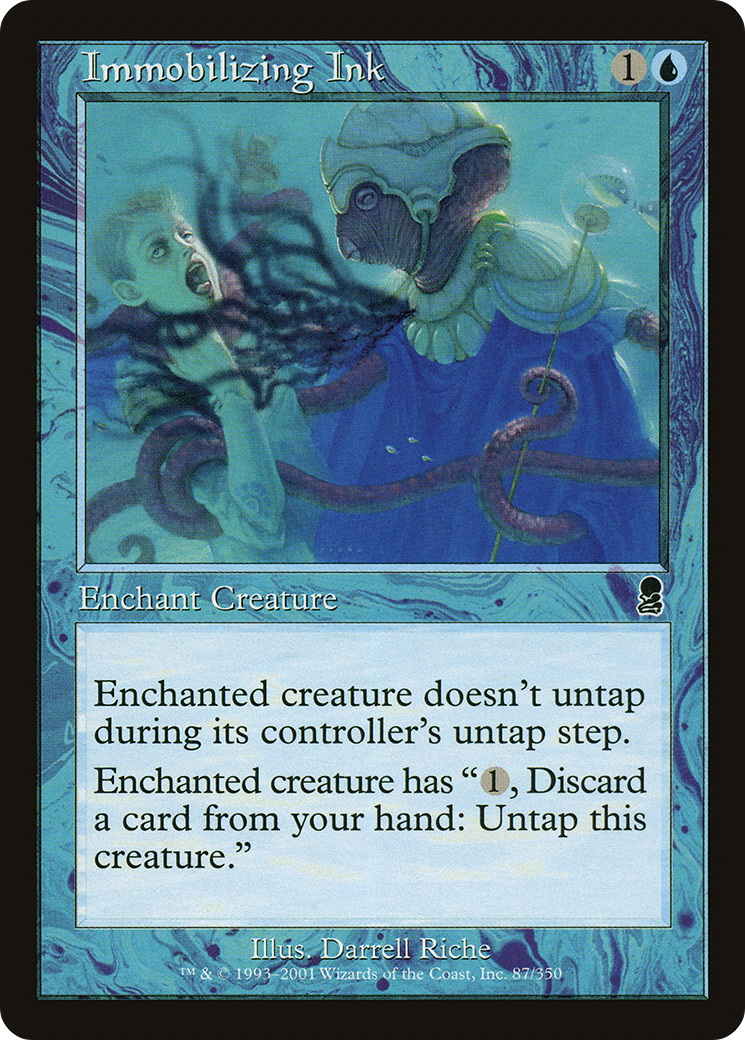 Immobilizing Ink 1
Enchant Creature
Enchanted creature doesn't untap
during its controller's untap step.
Enchanted creature has “1, Discard
a card from your hand: Untap this
creature.”
Illus. Darrell Riche
™ & © 1993–2001 Wizards of the Coast, Inc. 87/350